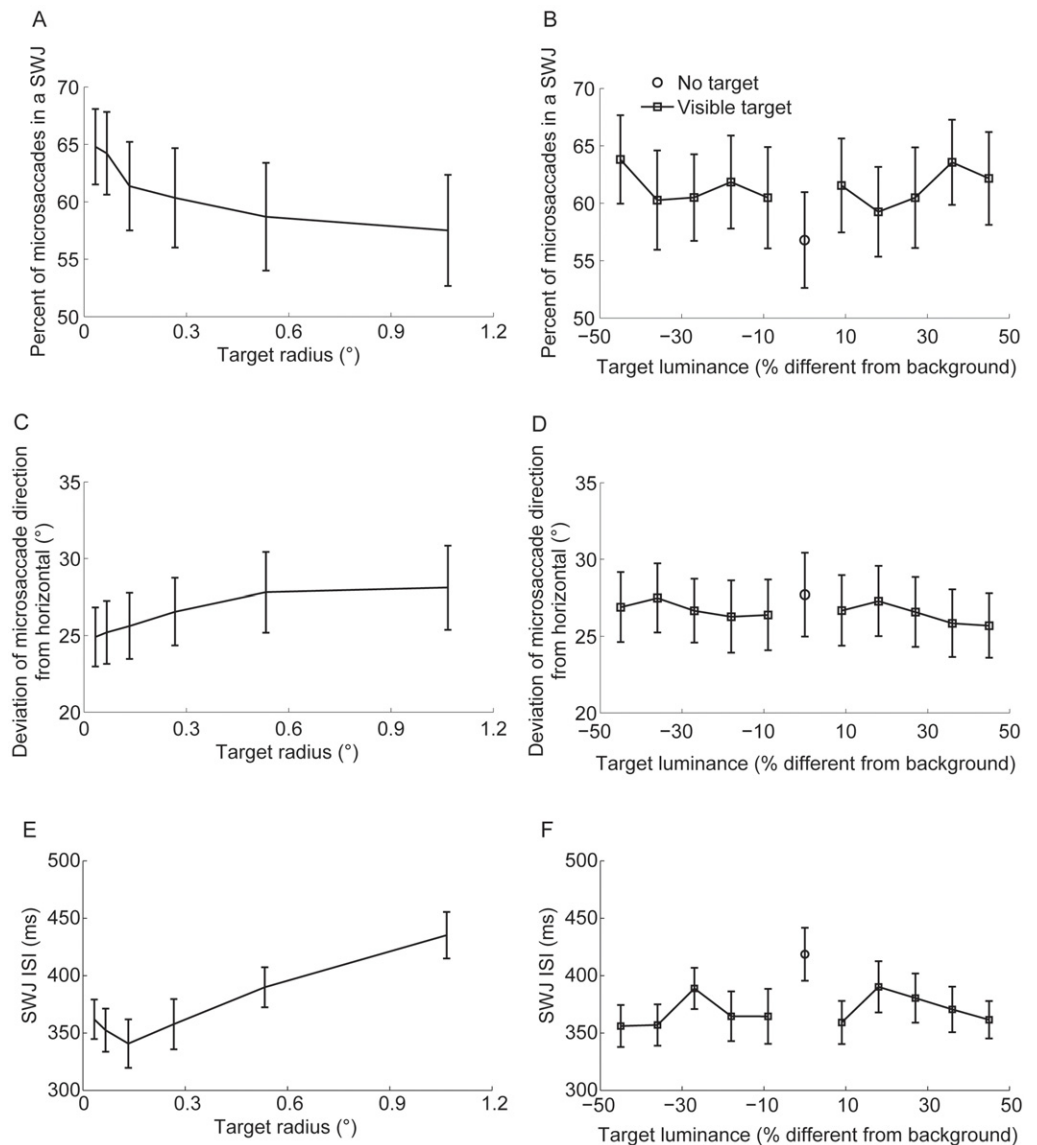 A
Percent of microsaccades in a SWJ
70
65
60
55
50
0 0.3 0.6 0.9 1.2
Target radius (°)
B
Percent of microsaccades in a SWJ
70
65
60
55
50
No target
Visible target
−50 −30 −10 10 30 50
Target luminance (% different from background)
C
Deviation of microsaccade direction
from horizontal (°)
35
30
25
20
0 0.3 0.6 0.9 1.2
Target radius (°)
D
Deviation of microsaccade direction
from horizontal (°)
35
30
25
20
−50 −30 −10 10 30 50
Target luminance (% different from background)
E
SWJ ISI (ms)
500
450
400
350
300
0 0.3 0.6 0.9 1.2
Target radius (°)
F
SWJ ISI (ms)
500
450
400
350
300
−50 −30 −10 10 30 50
Target luminance (% different from background)